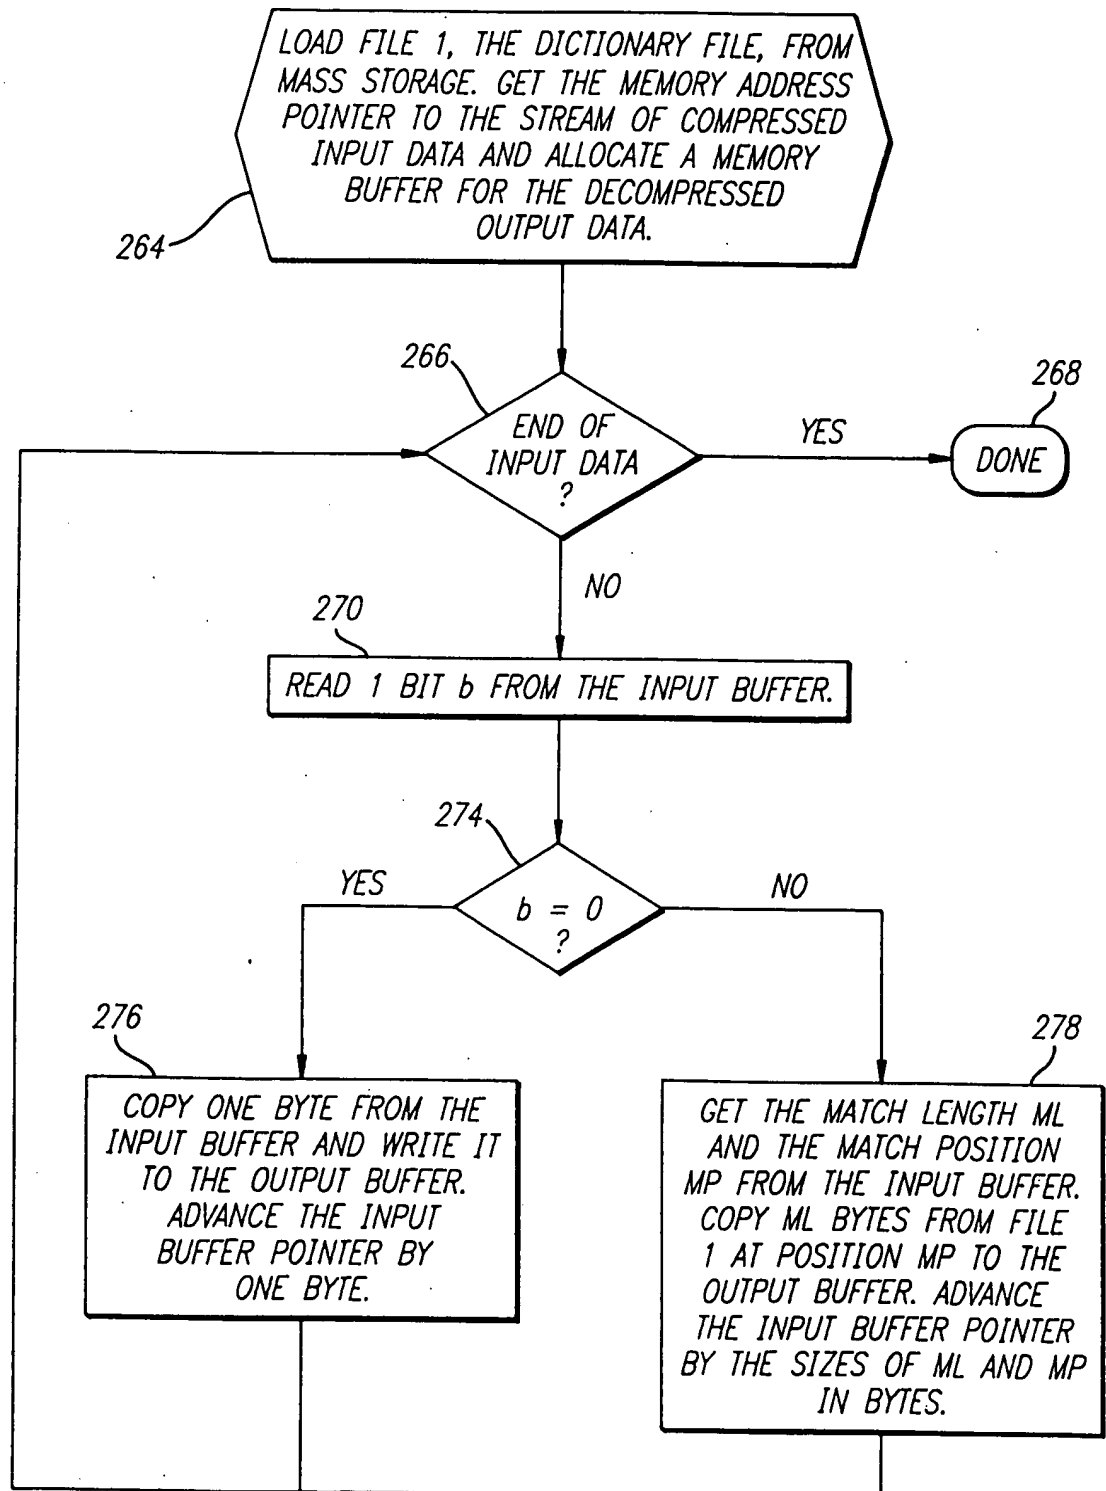 LOAD FILE 1, THE DICTIONARY FILE, FROM
MASS STORAGE. GET THE MEMORY ADDRESS
POINTER TO THE STREAM OF COMPRESSED
INPUT DATA AND ALLOCATE A MEMORY
BUFFER FOR THE DECOMPRESSED
OUTPUT DATA.
264
266
268
END OF
INPUT DATA
?
YES
DONE
NO
270
READ 1 BIT b FROM THE INPUT BUFFER.
274
YES
NO
b = 0
?
276
278
COPY ONE BYTE FROM THE
INPUT BUFFER AND WRITE IT
TO THE OUTPUT BUFFER.
ADVANCE THE INPUT
BUFFER POINTER BY
ONE BYTE.
GET THE MATCH LENGTH ML
AND THE MATCH POSITION
MP FROM THE INPUT BUFFER.
COPY ML BYTES FROM FILE
1 AT POSITION MP TO THE
OUTPUT BUFFER. ADVANCE
THE INPUT BUFFER POINTER
BY THE SIZES OF ML AND MP
IN BYTES.